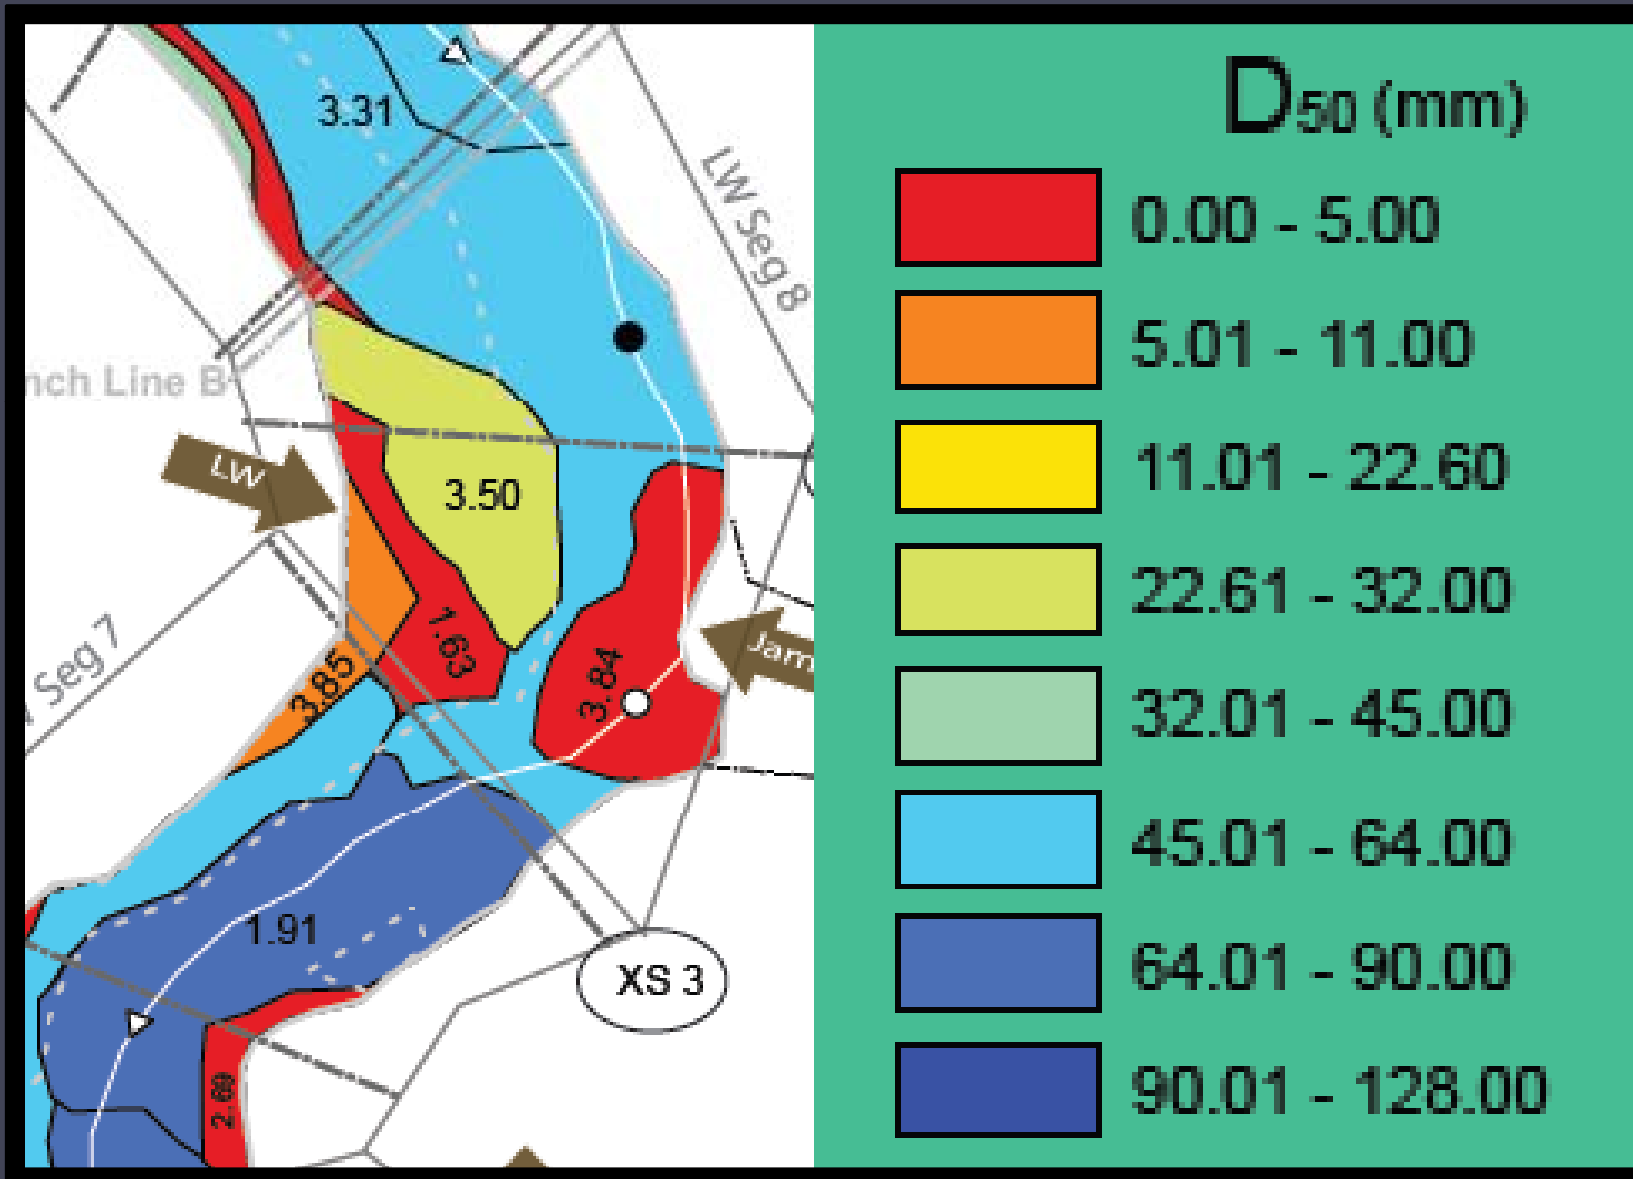 3.31
LW Seg 8
nch Line B
LW
3.50
1.63
3.84
Jam
Seg 7
3.85
1.91
XS 3
D50 (mm)
0.00 - 5.00
5.01 - 11.00
11.01 - 22.60
22.61 - 32.00
32.01 - 45.00
45.01 - 64.00
64.01 - 90.00
90.01 - 128.00